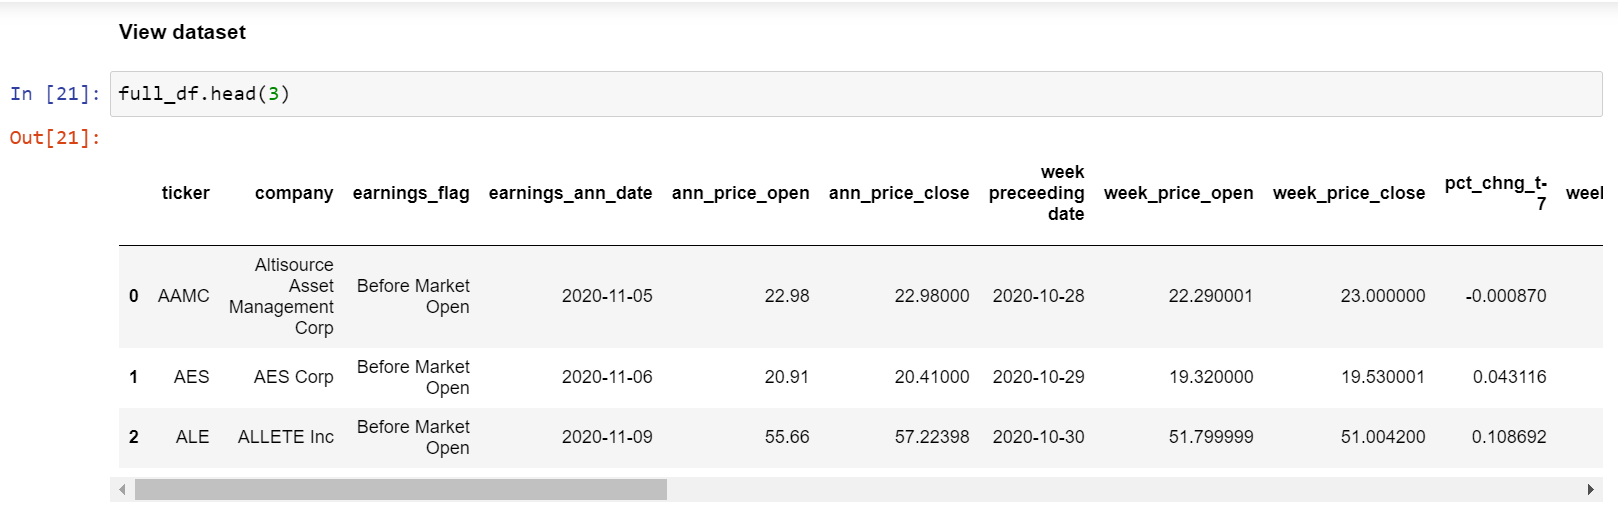 View dataset
In [21]: full_df.head(3)
Out[21]:
ticker company earnings_flag earnings_ann_date ann_price_open ann_price_close week preceeding date week_price_open week_price_close pct_chng_t-7
0 AAMC Altisource Asset Management Corp Before Market Open 2020-11-05 22.98 22.98000 2020-10-28 22.290001 23.000000 -0.000870
1 AES AES Corp Before Market Open 2020-11-06 20.91 20.41000 2020-10-29 19.320000 19.530001 0.043116
2 ALE ALLETE Inc Before Market Open 2020-11-09 55.66 57.22398 2020-10-30 51.799999 51.004200 0.108692